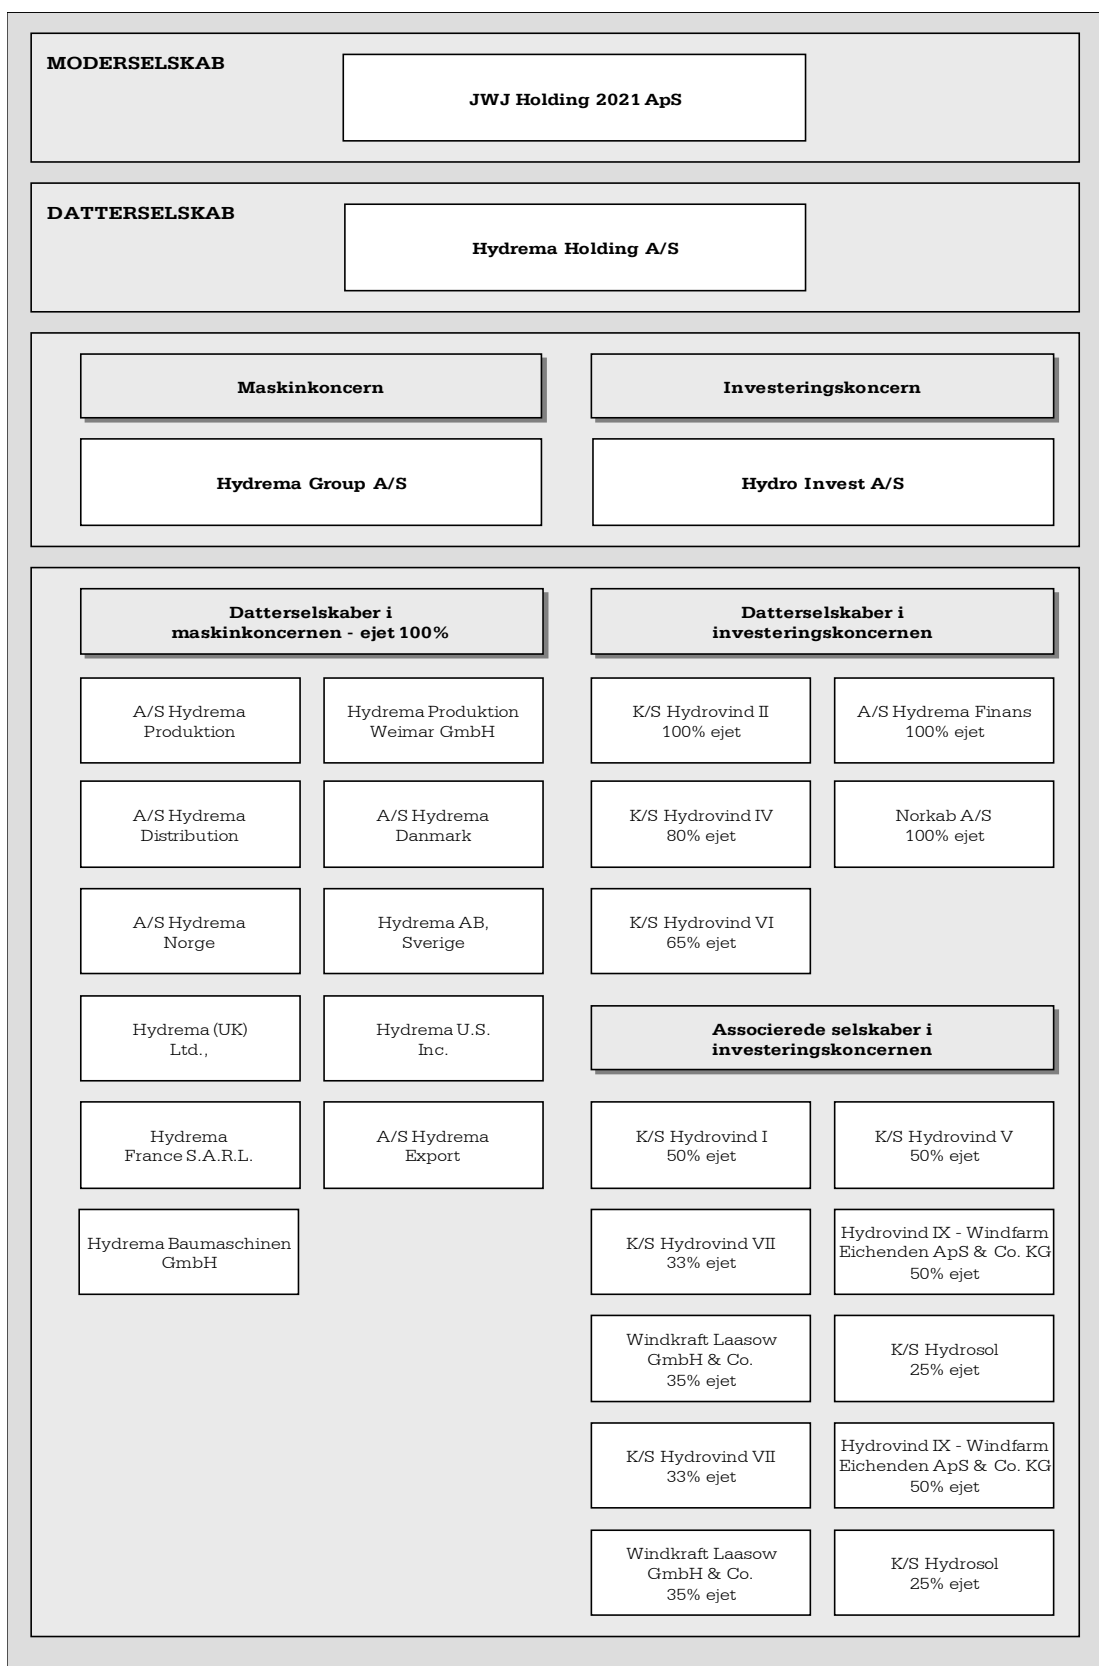 MODERSELSKAB
JWJ Holding 2021 ApS
DATTERSELSKAB
Hydrema Holding A/S
Maskinkoncern
Investeringskoncern
Hydrema Group A/S
Hydro Invest A/S
Datterselskaber i
maskinkoncernen - ejet 100%
Datterselskaber i
investeringskoncernen
A/S Hydrema
Produktion
Hydrema Produktion
Weimar GmbH
K/S Hydrovind II
100% ejet
A/S Hydrema Finans
100% ejet
A/S Hydrema
Distribution
A/S Hydrema
Danmark
K/S Hydrovind IV
80% ejet
Norkab A/S
100% ejet
A/S Hydrema
Norge
Hydrema AB,
Sverige
K/S Hydrovind VI
65% ejet
Hydrema (UK)
Ltd.,
Hydrema U.S.
Inc.
Associerede selskaber i
investeringskoncernen
Hydrema
France S.A.R.L.
A/S Hydrema
Export
K/S Hydrovind I
50% ejet
K/S Hydrovind V
50% ejet
Hydrema Baumaschinen
GmbH
K/S Hydrovind VII
33% ejet
Hydrovind IX - Windfarm
Eichenden ApS & Co. KG
50% ejet
Windkraft Laasow
GmbH & Co.
35% ejet
K/S Hydrosol
25% ejet
K/S Hydrovind VII
33% ejet
Hydrovind IX - Windfarm
Eichenden ApS & Co. KG
50% ejet
Windkraft Laasow
GmbH & Co.
35% ejet
K/S Hydrosol
25% ejet